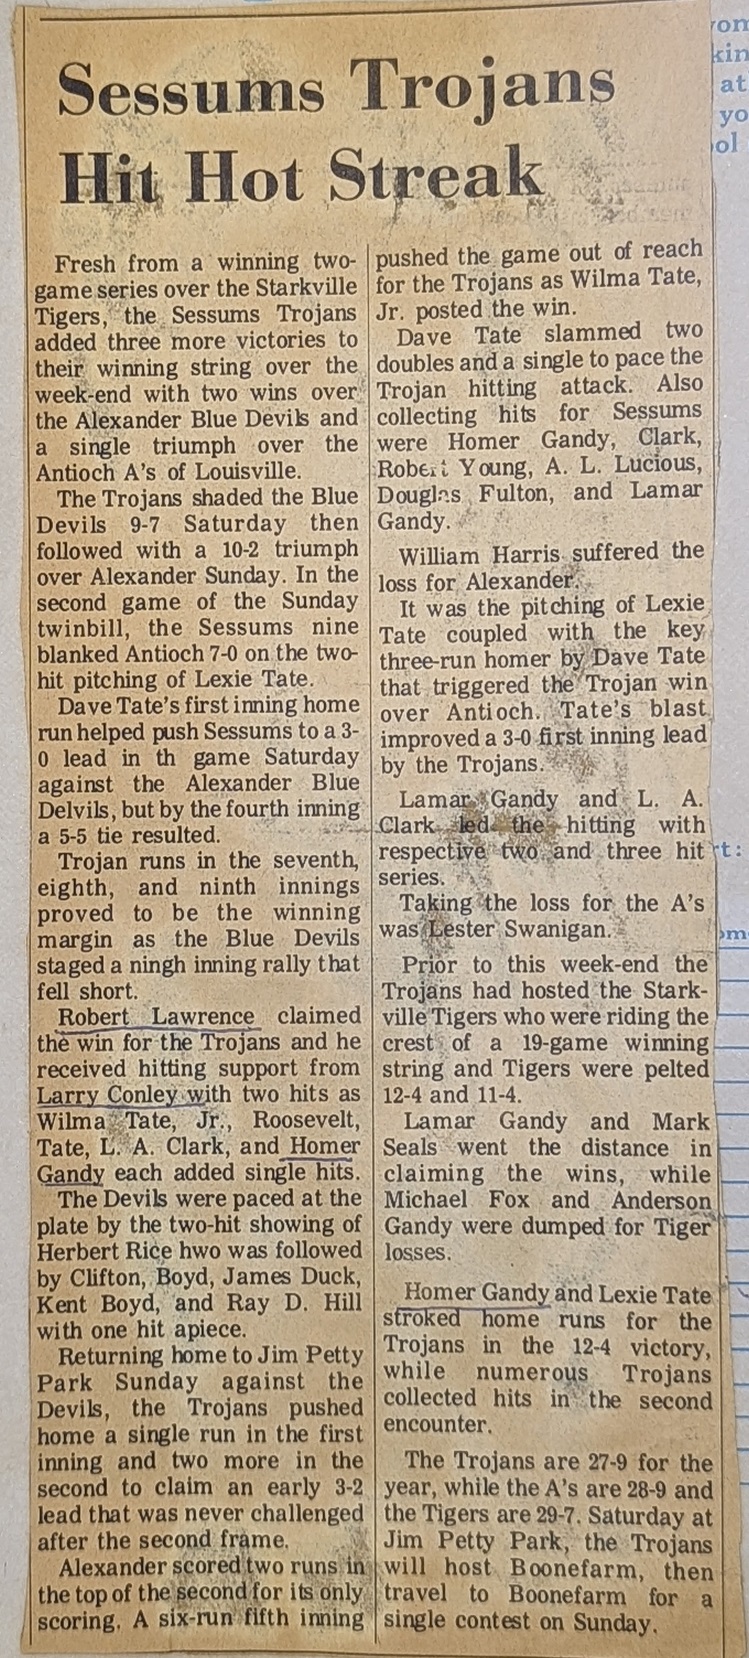 Sessums Trojans
Hit Hot Streak
Fresh from a winning two-
game series over the Starkville
Tigers, the Sessums Trojans
added three more victories to
their winning string over the
week-end with two wins over
the Alexander Blue Devils and
a single triumph over the
Antioch A's of Louisville.
The Trojans shaded the Blue
Devils 9-7 Saturday then
followed with a 10-2 triumph
over Alexander Sunday. In the
second game of the Sunday
twinbill, the Sessums nine
blanked Antioch 7-0 on the two-
hit pitching of Lexie Tate.
Dave Tate's first inning home
run helped push Sessums to a 3-
0 lead in th game Saturday
against the Alexander Blue
Delvils, but by the fourth inning
a 5-5 tie resulted.
Trojan runs in the seventh,
eighth, and ninth innings
proved to be the winning
margin as the Blue Devils
staged a ningh inning rally that
fell short.
Robert Lawrence claimed
the win for the Trojans and he
received hitting support from
Larry Conley with two hits as
Wilma Tate, Jr., Roosevelt,
Tate, L. A. Clark, and Homer
Gandy each added single hits.
The Devils were paced at the
plate by the two-hit showing of
Herbert Rice hwo was followed
by Clifton, Boyd, James Duck,
Kent Boyd, and Ray D. Hill
with one hit apiece.
Returning home to Jim Petty
Park Sunday against the
Devils, the Trojans pushed
home a single run in the first
inning and two more in the
second to claim an early 3-2
lead that was never challenged
after the second frame.
Alexander scored two runs in
the top of the second for its only
scoring. A six-run fifth inning
pushed the game out of reach
for the Trojans as Wilma Tate,
Jr. posted the win.
Dave Tate slammed two
doubles and a single to pace the
Trojan hitting attack. Also
collecting hits for Sessums
were Homer Gandy, Clark,
Robert Young, A. L. Lucious,
Douglas Fulton, and Lamar
Gandy.
William Harris suffered the
loss for Alexander.
It was the pitching of Lexie
Tate coupled with the key
three-run homer by Dave Tate
that triggered the Trojan win
over Antioch. Tate's blast
improved a 3-0 first inning lead
by the Trojans.
Lamar Gandy and L. A.
Clark led the hitting with
respective two and three hit
series.
Taking the loss for the A's
was Lester Swanigan.
Prior to this week-end the
Trojans had hosted the Stark-
ville Tigers who were riding the
crest of a 19-game winning
string and Tigers were pelted
12-4 and 11-4.
Lamar Gandy and Mark
Seals went the distance in
claiming the wins, while
Michael Fox and Anderson
Gandy were dumped for Tiger
losses.
Homer Gandy and Lexie Tate
stroked home runs for the
Trojans in the 12-4 victory,
while numerous Trojans
collected hits in the second
encounter.
The Trojans are 27-9 for the
year, while the A's are 28-9 and
the Tigers are 29-7. Saturday at
Jim Petty Park, the Trojans
will host Boonefarm, then
travel to Boonefarm for a
single contest on Sunday.